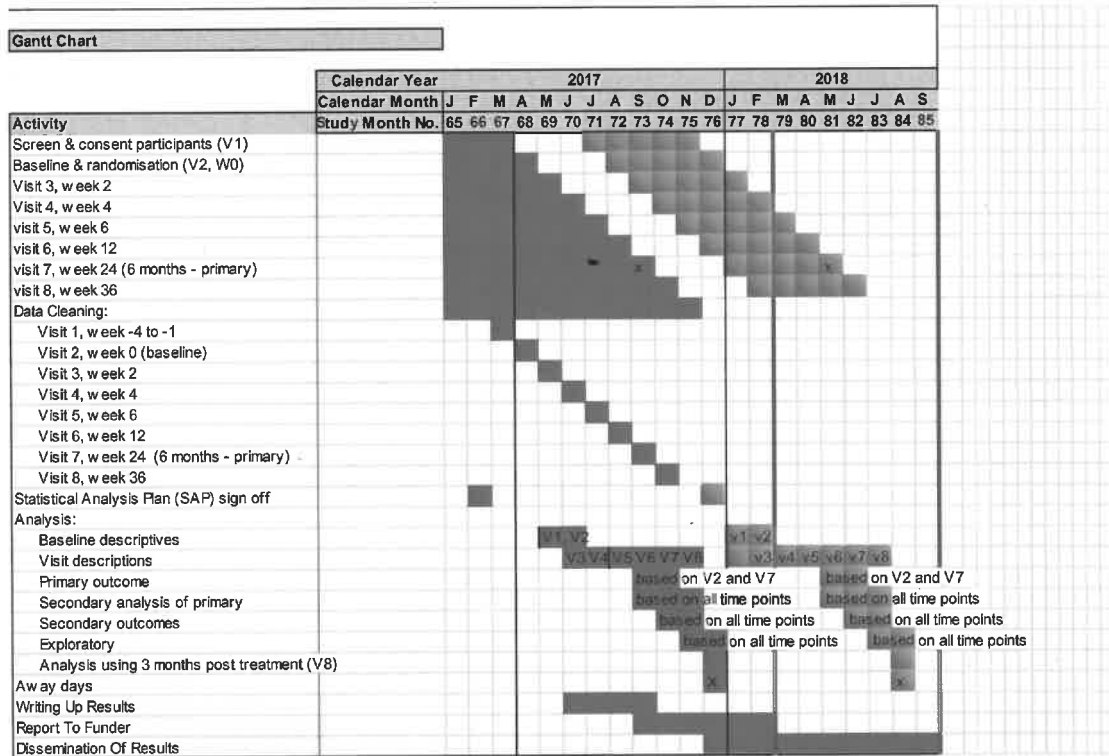 Gantt Chart
Calendar Year 2017 2018
Calendar Month J F M A M J J A S O N D J F M A M J J A S
Activity Study Month No. 65 66 67 68 69 70 71 72 73 74 75 76 77 78 79 80 81 82 83 84 85
Screen & consent participants (V1)
Baseline & randomisation (V2, W0)
Visit 3, week 2
Visit 4, week 4
visit 5, week 6
visit 6, week 12
visit 7, week 24 (6 months - primary) x x
visit 8, week 36
Data Cleaning:
Visit 1, week -4 to -1
Visit 2, week 0 (baseline)
Visit 3, week 2
Visit 4, week 4
Visit 5, week 6
Visit 6, week 12
Visit 7, week 24 (6 months - primary)
Visit 8, week 36
Statistical Analysis Plan (SAP) sign off
Analysis:
Baseline descriptives V1, V2 v1 v2
Visit descriptions V3 V4 V5 V6 V7 V8 v3 v4 v5 v6 v7 v8
Primary outcome based on V2 and V7 based on V2 and V7
Secondary analysis of primary based on all time points based on all time points
Secondary outcomes based on all time points based on all time points
Exploratory based on all time points based on all time points
Analysis using 3 months post treatment (V8)
Away days x x
Writing Up Results
Report To Funder
Dissemination Of Results